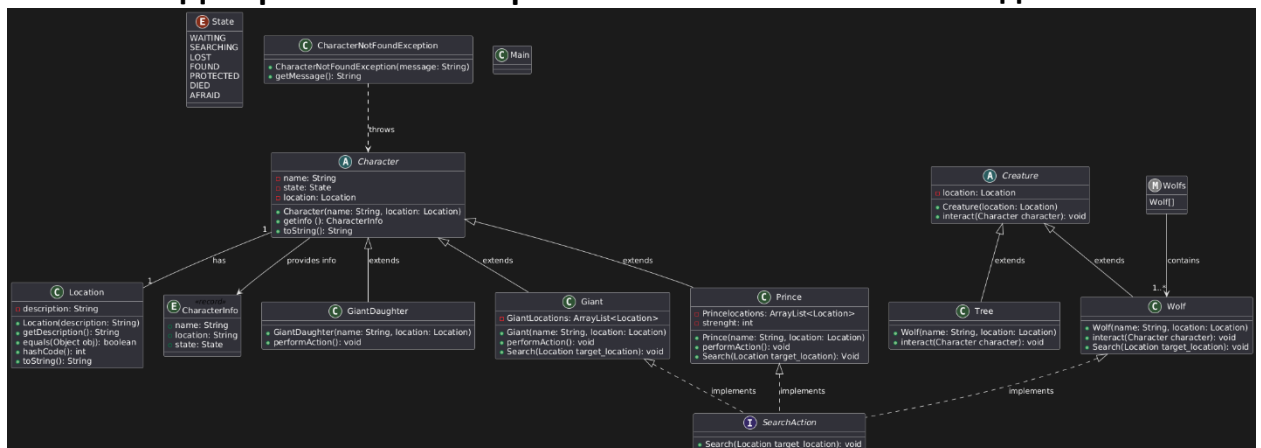 State
WAITING
SEARCHING
LOST
FOUND
PROTECTED
DIED
AFRAID
CharacterNotFoundException
CharacterNotFoundException(message: String)
getMessage(): String
Main
throws
Character
name: String
state: State
location: Location
Character(name: String, location: Location)
getinfo (): CharacterInfo
toString(): String
Creature
location: Location
Creature(location: Location)
interact(Character character): void
Wolfs
Wolf[]
1
has
1
provides info
extends
extends
extends
extends
extends
contains
1..*
Location
description: String
Location(description: String)
getDescription(): String
equals(Object obj): boolean
hashCode(): int
toString(): String
«record»
CharacterInfo
name: String
location: String
state: State
GiantDaughter
GiantDaughter(name: String, location: Location)
performAction(): void
Giant
GiantLocations: ArrayList<Location>
Giant(name: String, location: Location)
performAction(): void
Search(Location target_location): void
Prince
Princelocations: ArrayList<Location>
strenght: int
Prince(name: String, location: Location)
performAction(): void
Search(Location target_location): Void
Tree
Wolf(name: String, location: Location)
interact(Character character): void
Wolf
Wolf(name: String, location: Location)
interact(Character character): void
Search(Location target_location): void
implements
implements
implements
SearchAction
Search(Location target_location): void